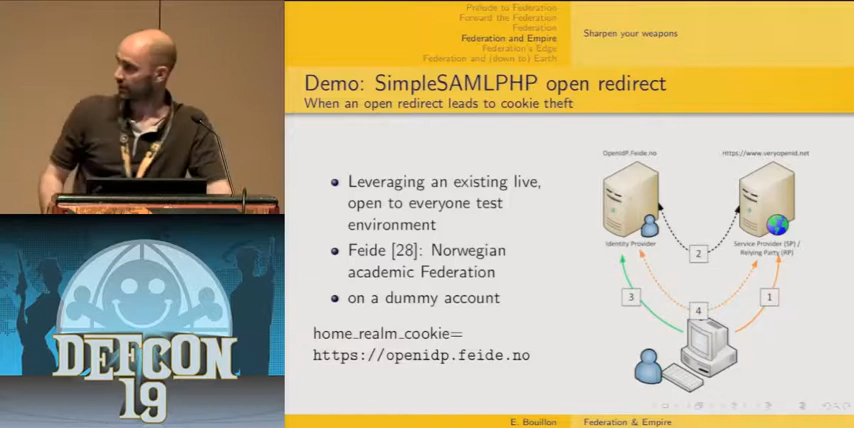 Prelude to Federation
Forward the Federation
Federation
Federation and Empire
Federation's Edge
Federation and (down to) Earth
Sharpen your weapons
Demo: SimpleSAMLPHP open redirect
When an open redirect leads to cookie theft
Leveraging an existing live,
open to everyone test
environment
Feide [28]: Norwegian
academic Federation
on a dummy account
home_realm_cookie=
https://openidp.feide.no
OpenIdP.Feide.no
Https://www.veryopenid.net
Identity Provider
Service Provider (SP) /
Relying Party (RP)
2
3
4
1
DEFCON
19
E. Bouillon
Federation & Empire